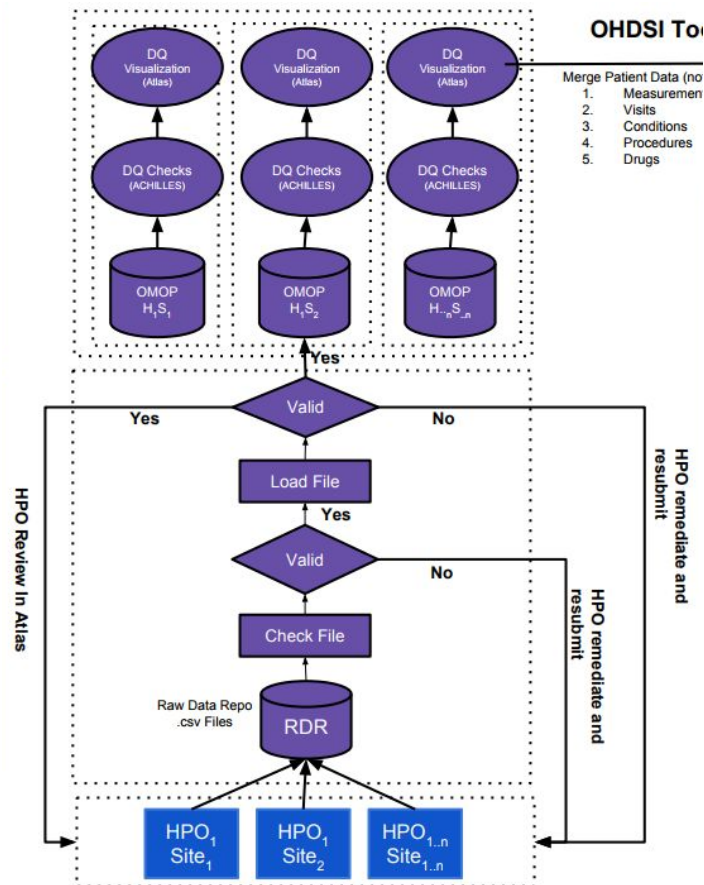 OHDSI
DQ
Visualization
(Atlas)
DQ
Visualization
(Atlas)
DQ
Visualization
(Atlas)
Merge Patient Data
1.
2. Visits
3. Conditions
4. Procedures
5. Drugs
DQ Checks
(ACHILLES)
DQ Checks
(ACHILLES)
DQ Checks
(ACHILLES)
OMOP
H1S1
OMOP
H1S2
OMOP
H..nS..n
Yes
Valid
Yes
No
Load File
Yes
Valid
No
Check File
Raw Data Repo
.csv Files
RDR
HPO Review In Atlas
HPO remediate and
resubmit
HPO remediate and
resubmit
HPO1
Site1
HPO1
Site2
HPO1..n
Site1..n